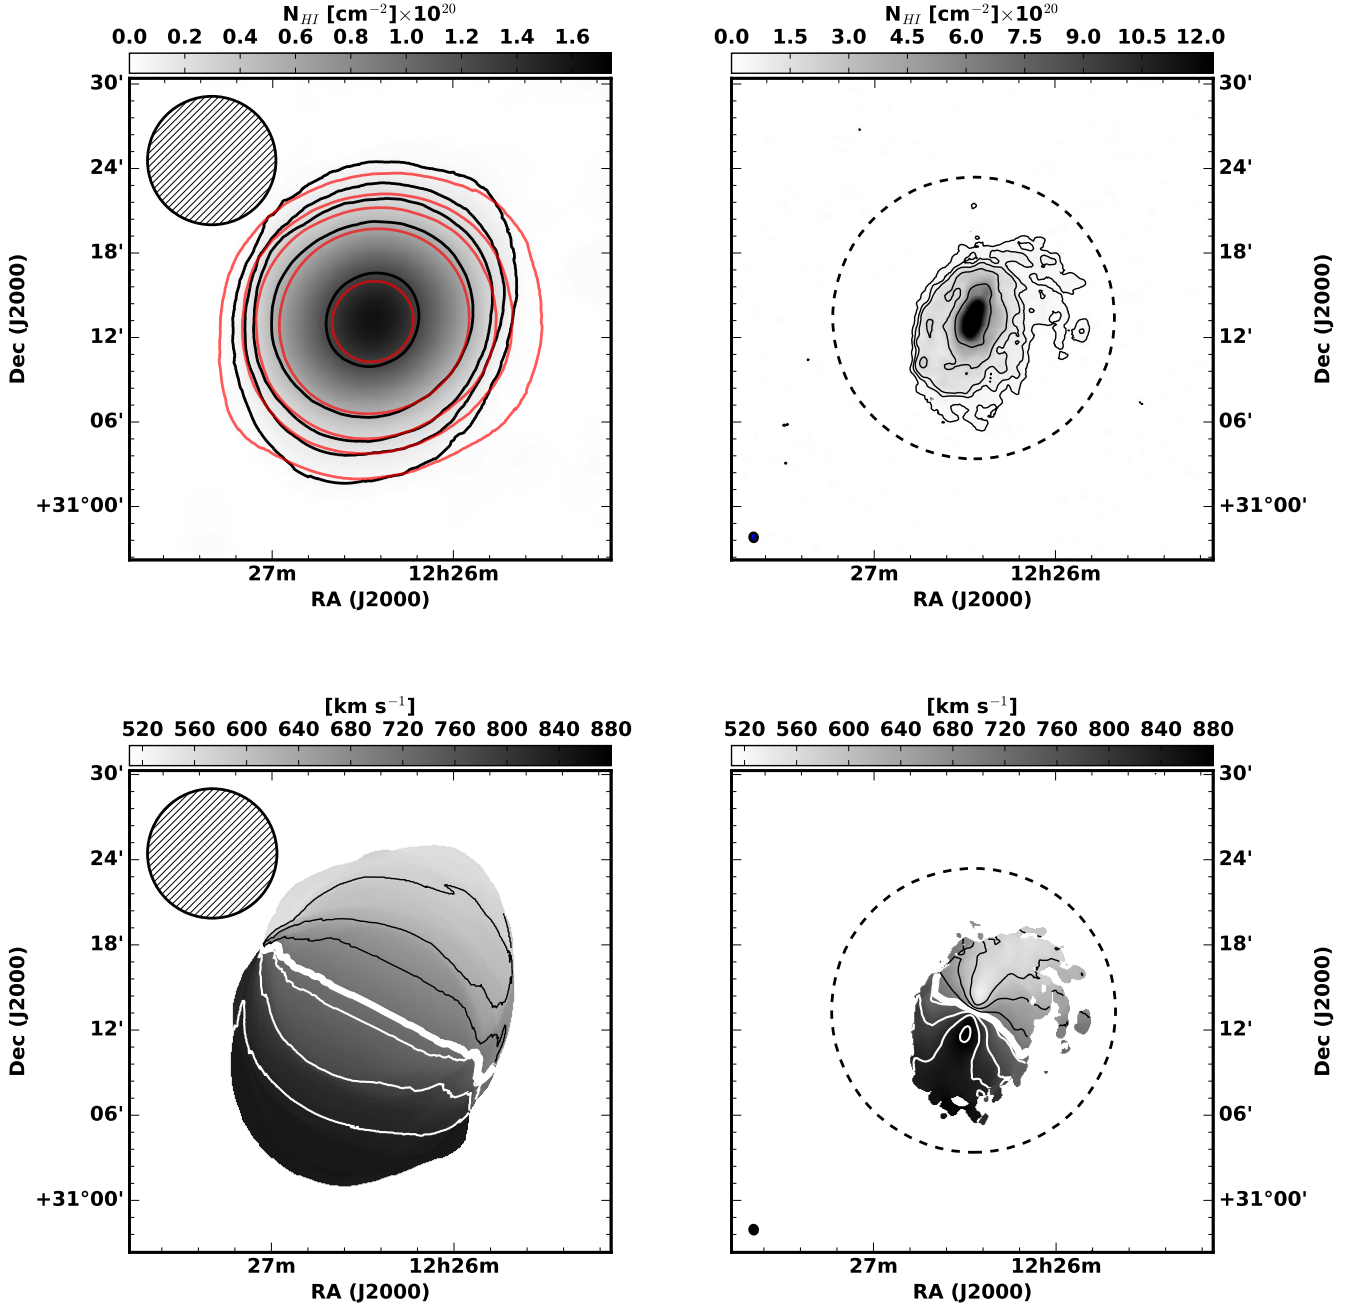 N_HI [cm⁻²]×10²⁰
0.0 0.2 0.4 0.6 0.8 1.0 1.2 1.4 1.6
30'
24'
18'
12'
06'
+31°00'
Dec (J2000)
27m 12h26m
RA (J2000)
N_HI [cm⁻²]×10²⁰
0.0 1.5 3.0 4.5 6.0 7.5 9.0 10.5 12.0
30'
24'
18'
12'
06'
+31°00'
Dec (J2000)
27m 12h26m
RA (J2000)
[km s⁻¹]
520 560 600 640 680 720 760 800 840 880
30'
24'
18'
12'
06'
+31°00'
Dec (J2000)
27m 12h26m
RA (J2000)
[km s⁻¹]
520 560 600 640 680 720 760 800 840 880
30'
24'
18'
12'
06'
+31°00'
Dec (J2000)
27m 12h26m
RA (J2000)